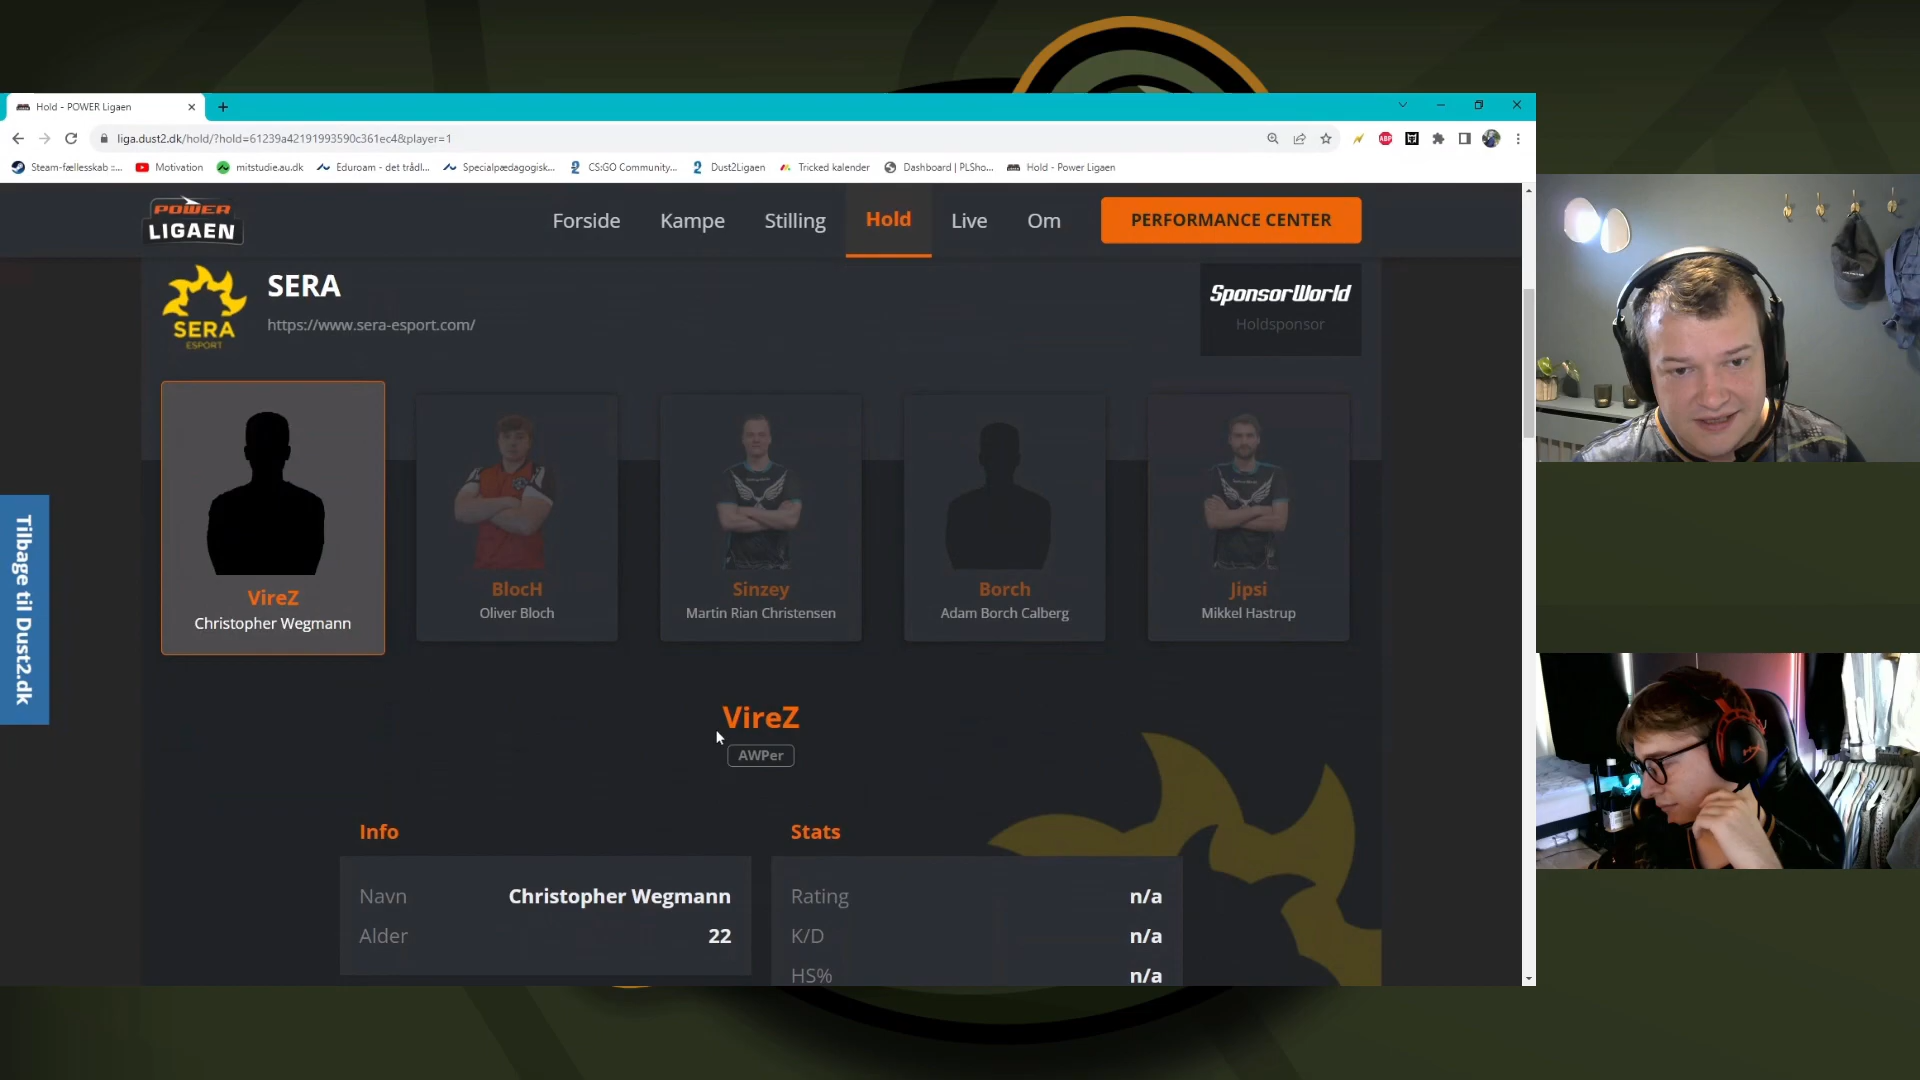 Hold - POWER Ligaen
liga.dust2.dk/hold/?hold=61239a42191993590c361ec4&player=1
ABP
Steam-fællesskab ::...
Motivation
mitstudie.au.dk
Eduroam - det trådl...
Specialpædagogisk...
CS:GO Community...
Dust2Ligaen
Tricked kalender
Dashboard | PLSho...
Hold - Power Ligaen
POWER
LIGAEN
Forside
Kampe
Stilling
Hold
Live
Om
PERFORMANCE CENTER
SERA
ESPORT
SERA
https://www.sera-esport.com/
SPONSORWORLD
Holdsponsor
VireZ
Christopher Wegmann
BlocH
Oliver Bloch
Sinzey
Martin Rian Christensen
Borch
Adam Borch Calberg
Jipsi
Mikkel Hastrup
Tilbage til Dust2.dk
VireZ
AWPer
Info
Navn Christopher Wegmann
Alder 22
Stats
Rating n/a
K/D n/a
HS% n/a